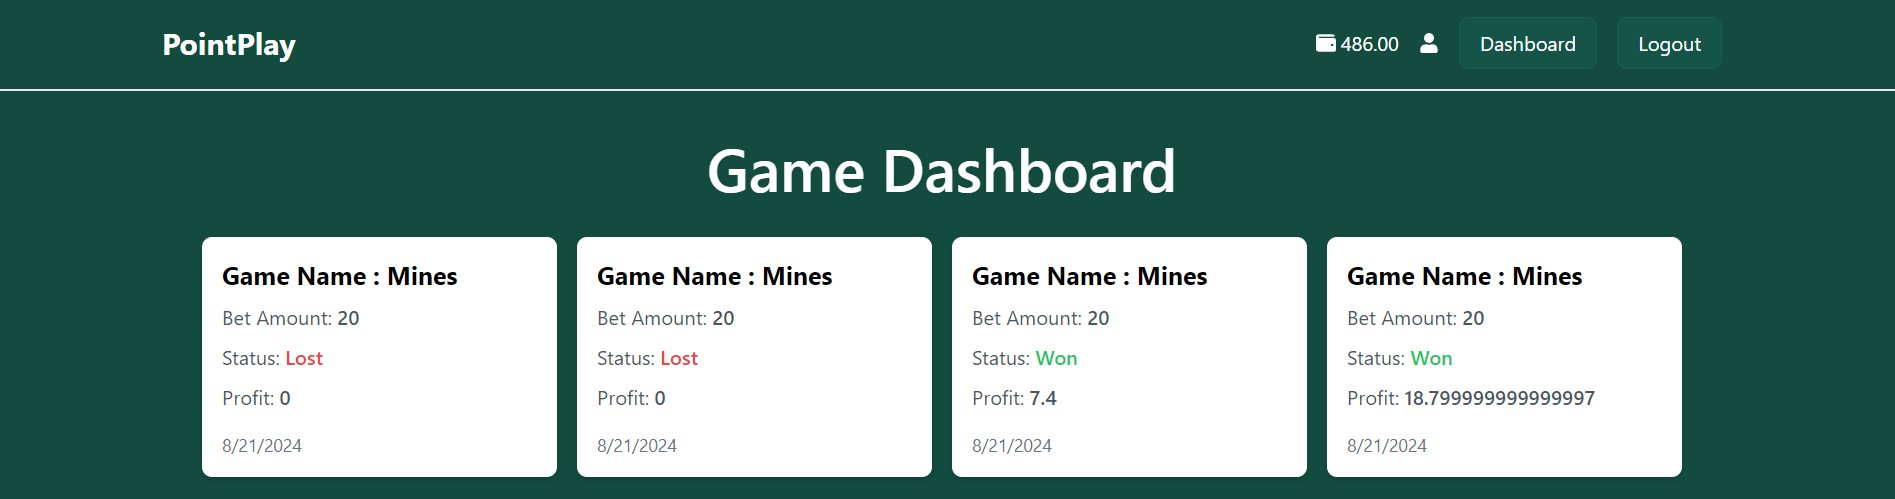 PointPlay
486.00
Dashboard
Logout
Game Dashboard
Game Name : Mines
Bet Amount: 20
Status: Lost
Profit: 0
8/21/2024
Game Name : Mines
Bet Amount: 20
Status: Lost
Profit: 0
8/21/2024
Game Name : Mines
Bet Amount: 20
Status: Won
Profit: 7.4
8/21/2024
Game Name : Mines
Bet Amount: 20
Status: Won
Profit: 18.799999999999997
8/21/2024